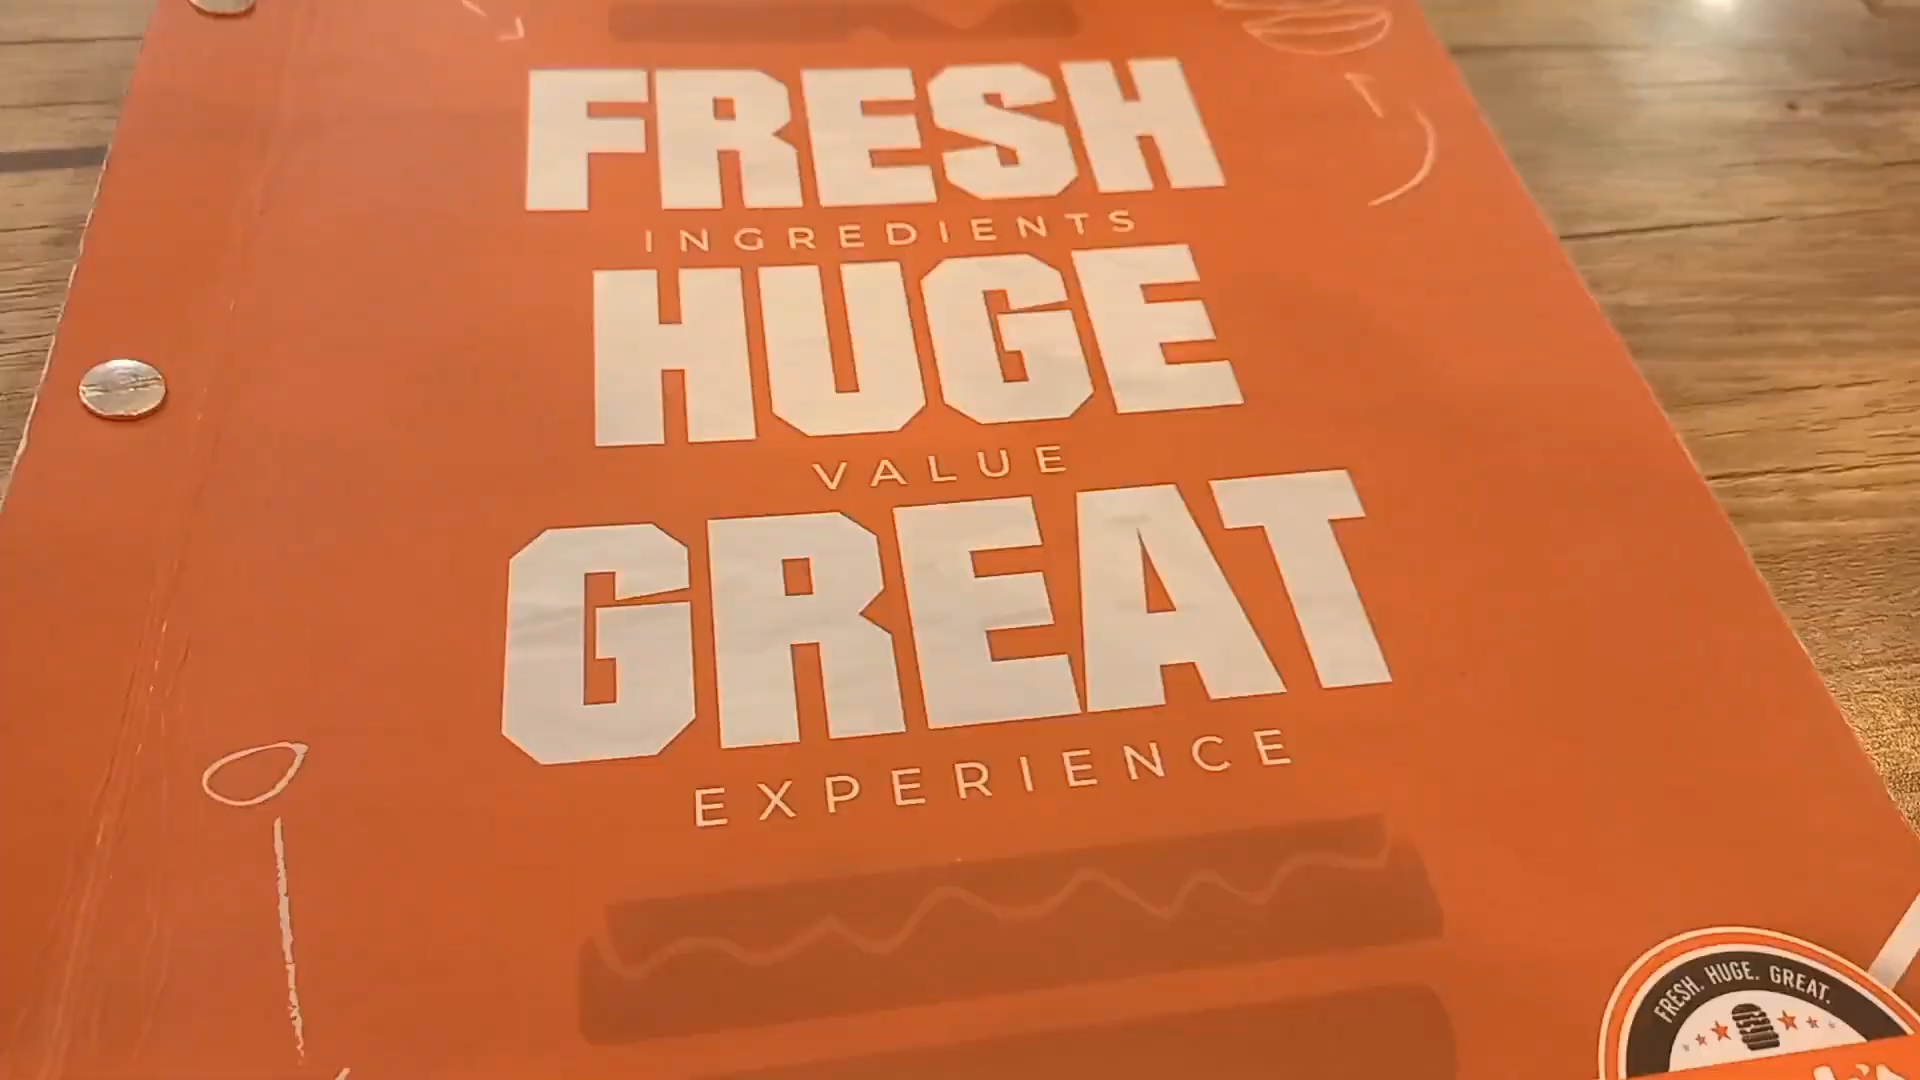 FRESH
INGREDIENTS
HUGE
VALUE
GREAT
EXPERIENCE
FRESH. HUGE. GREAT.